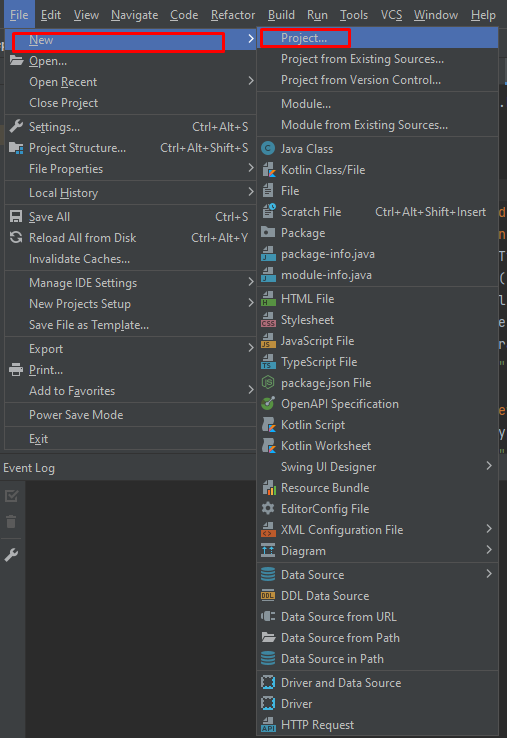 File Edit View Navigate Code Refactor Build Run Tools VCS Window Help
New
Open...
Open Recent
Close Project
Settings... Ctrl+Alt+S
Project Structure... Ctrl+Alt+Shift+S
File Properties
Local History
Save All Ctrl+S
Reload All from Disk Ctrl+Alt+Y
Invalidate Caches...
Manage IDE Settings
New Projects Setup
Save File as Template...
Export
Print...
Add to Favorites
Power Save Mode
Exit
Event Log
Project...
Project from Existing Sources...
Project from Version Control...
Module...
Module from Existing Sources...
Java Class
Kotlin Class/File
File
Scratch File Ctrl+Alt+Shift+Insert
Package
package-info.java
module-info.java
HTML File
Stylesheet
JavaScript File
TypeScript File
package.json File
OpenAPI Specification
Kotlin Script
Kotlin Worksheet
Swing UI Designer
Resource Bundle
EditorConfig File
XML Configuration File
Diagram
Data Source
DDL Data Source
Data Source from URL
Data Source from Path
Data Source in Path
Driver and Data Source
Driver
HTTP Request